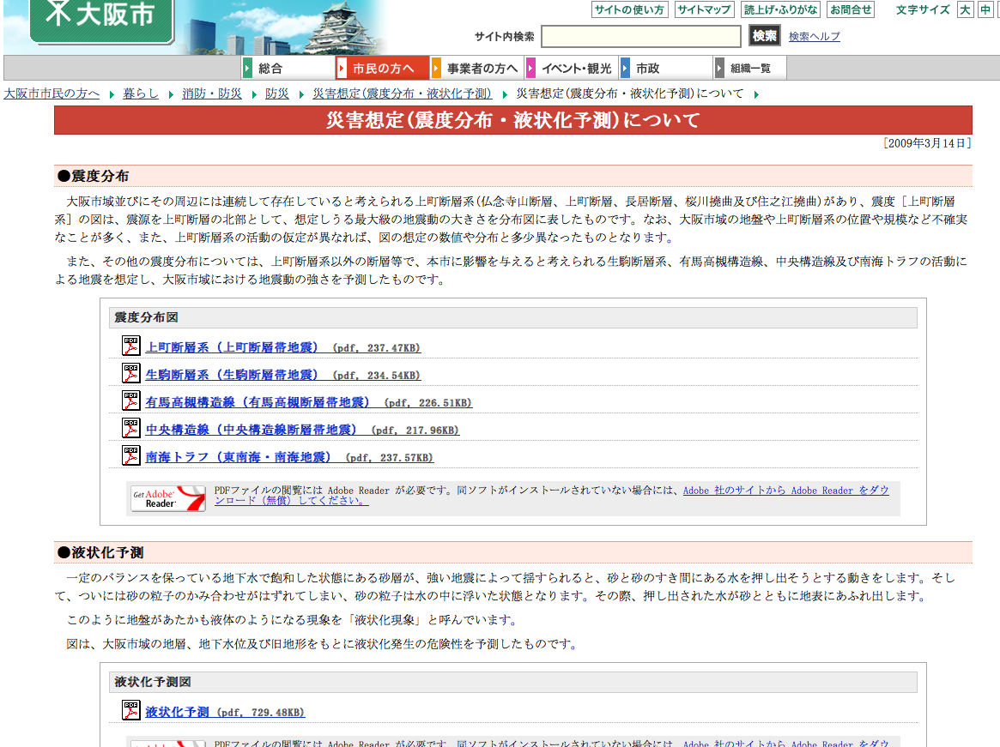 大阪市
サイトの使い方 サイトマップ 読上げ・ふりがな お問合せ 文字サイズ 大 中
サイト内検索 検索 検索ヘルプ
総合 市民の方へ 事業者の方へ イベント・観光 市政 組織一覧
大阪市市民の方へ 暮らし 消防・防災 防災 災害想定(震度分布・液状化予測) 災害想定(震度分布・液状化予測)について
災害想定(震度分布・液状化予測)について
[2009年3月14日]
●震度分布
大阪市域並びにその周辺には連続して存在していると考えられる上町断層系(仏念寺山断層、上町断層、長居断層、桜川撓曲及び住之江撓曲)があり、震度［上町断層
系］の図は、震源を上町断層の北部として、想定しうる最大級の地震動の大きさを分布図に表したものです。なお、大阪市域の地盤や上町断層系の位置や規模など不確実
なことが多く、また、上町断層系の活動の仮定が異なれば、図の想定の数値や分布と多少異なったものとなります。
また、その他の震度分布については、上町断層系以外の断層等で、本市に影響を与えると考えられる生駒断層系、有馬高槻構造線、中央構造線及び南海トラフの活動に
よる地震を想定し、大阪市域における地震動の強さを予測したものです。
震度分布図
PDF 上町断層系（上町断層帯地震） (pdf, 237.47KB)
PDF 生駒断層系（生駒断層帯地震） (pdf, 234.54KB)
PDF 有馬高槻構造線（有馬高槻断層帯地震） (pdf, 226.51KB)
PDF 中央構造線（中央構造線断層帯地震） (pdf, 217.96KB)
PDF 南海トラフ（東南海・南海地震） (pdf, 237.57KB)
Get Adobe Reader
PDFファイルの閲覧には Adobe Reader が必要です。同ソフトがインストールされていない場合には、Adobe 社のサイトから Adobe Reader をダウ
ンロード（無償）してください。
●液状化予測
一定のバランスを保っている地下水で飽和した状態にある砂層が、強い地震によって揺すられると、砂と砂のすき間にある水を押し出そうとする動きをします。そし
て、ついには砂の粒子のかみ合わせがはずれてしまい、砂の粒子は水の中に浮いた状態となります。その際、押し出された水が砂とともに地表にあふれ出します。
このように地盤があたかも液体のようになる現象を「液状化現象」と呼んでいます。
図は、大阪市域の地層、地下水位及び旧地形をもとに液状化発生の危険性を予測したものです。
液状化予測図
PDF 液状化予測 (pdf, 729.48KB)
PDFファイルの閲覧には Adobe Reader が必要です。同ソフトがインストールされていない場合には、Adobe 社のサイトから Adobe Reader をダウ